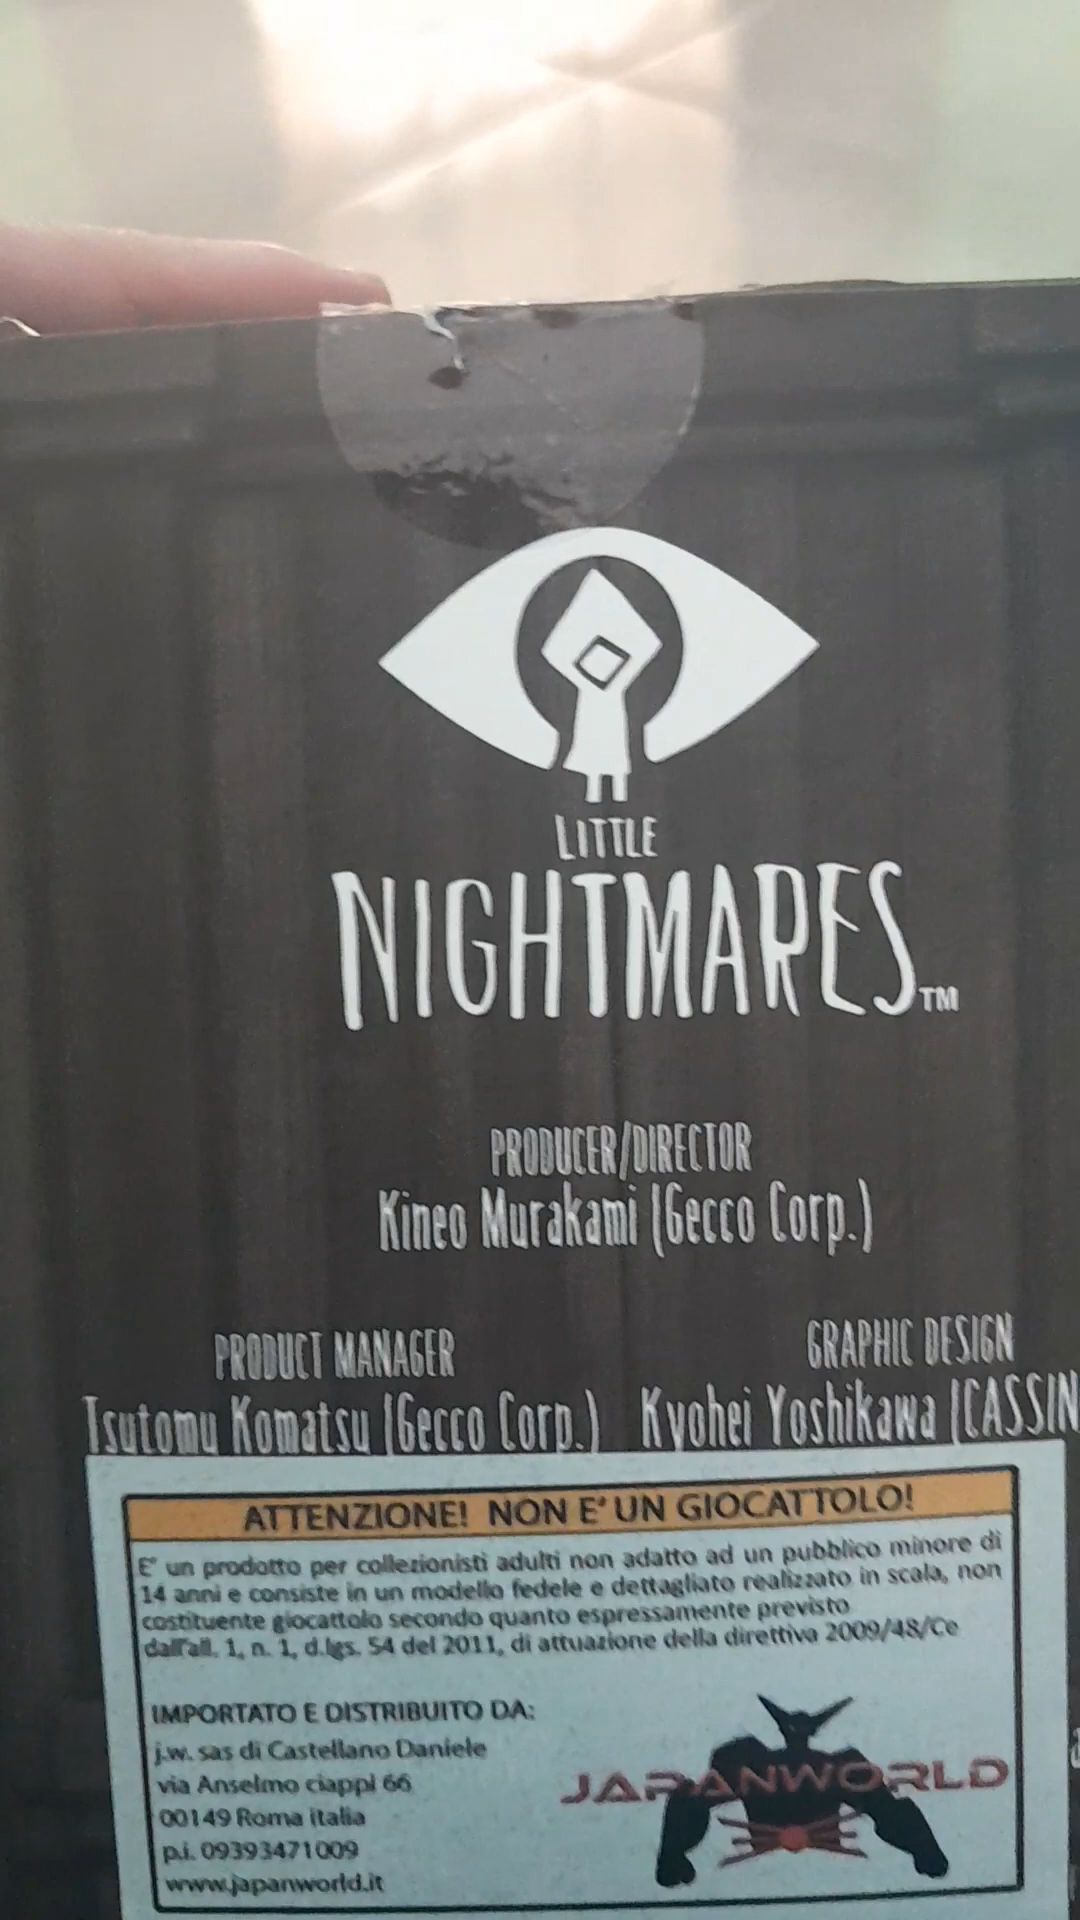 LITTLE
NIGHTMARES™
PRODUCER/DIRECTOR
Kineo Murakami (Gecco Corp.)
PRODUCT MANAGER
Tsutomu Komatsu (Gecco Corp.)
GRAPHIC DESIGN
Kyohei Yoshikawa (CASSIN
ATTENZIONE! NON E' UN GIOCATTOLO!
E' un prodotto per collezionisti adulti non adatto ad un pubblico minore di
14 anni e consiste in un modello fedele e dettagliato realizzato in scala, non
costituente giocattolo secondo quanto espressamente previsto
dall'all. 1, n. 1, d.lgs. 54 del 2011, di attuazione della direttiva 2009/48/Ce
IMPORTATO E DISTRIBUITO DA:
j.w. sas di Castellano Daniele
via Anselmo ciappi 66
00149 Roma italia
p.i. 09393471009
www.japanworld.it
JAPANWORLD